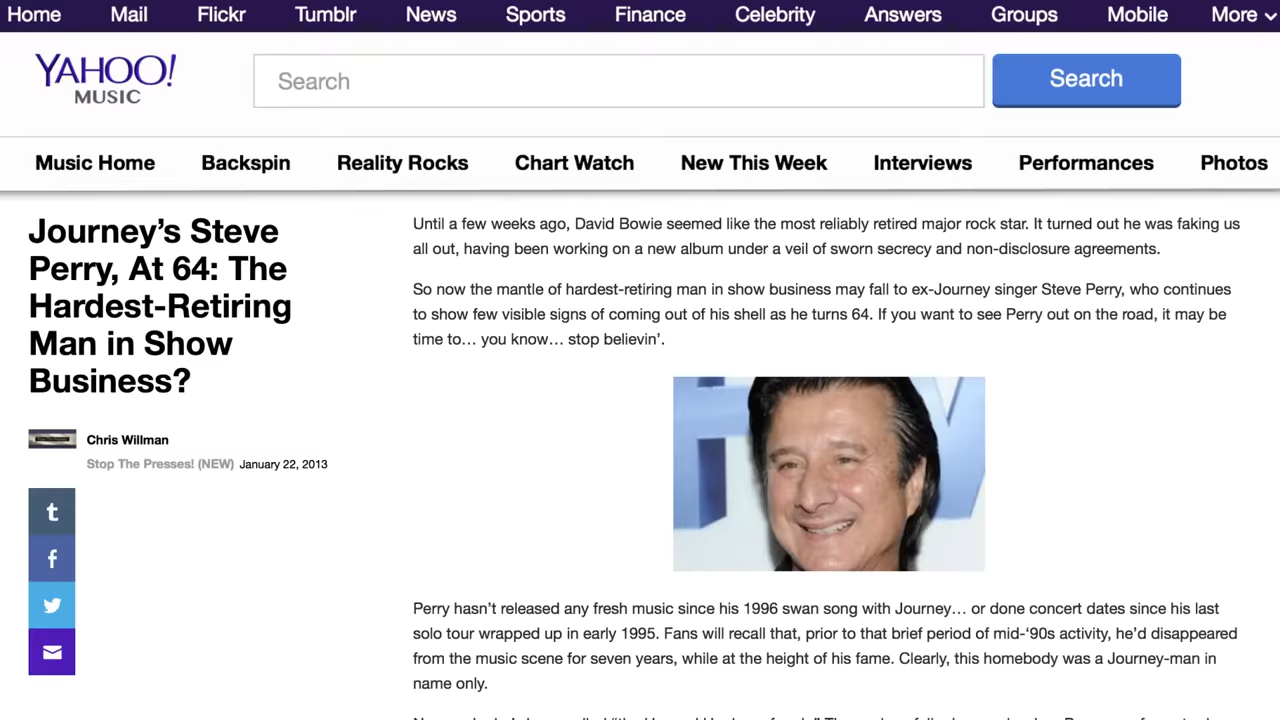 Home Mail Flickr Tumblr News Sports Finance Celebrity Answers Groups Mobile More
YAHOO!
MUSIC
Search
Search
Music Home Backspin Reality Rocks Chart Watch New This Week Interviews Performances Photos
Journey’s Steve
Perry, At 64: The
Hardest-Retiring
Man in Show
Business?
Chris Willman
Stop The Presses! (NEW) January 22, 2013
t
f
Until a few weeks ago, David Bowie seemed like the most reliably retired major rock star. It turned out he was faking us
all out, having been working on a new album under a veil of sworn secrecy and non-disclosure agreements.
So now the mantle of hardest-retiring man in show business may fall to ex-Journey singer Steve Perry, who continues
to show few visible signs of coming out of his shell as he turns 64. If you want to see Perry out on the road, it may be
time to… you know… stop believin’.
Perry hasn’t released any fresh music since his 1996 swan song with Journey… or done concert dates since his last
solo tour wrapped up in early 1995. Fans will recall that, prior to that brief period of mid-‘90s activity, he’d disappeared
from the music scene for seven years, while at the height of his fame. Clearly, this homebody was a Journey-man in
name only.